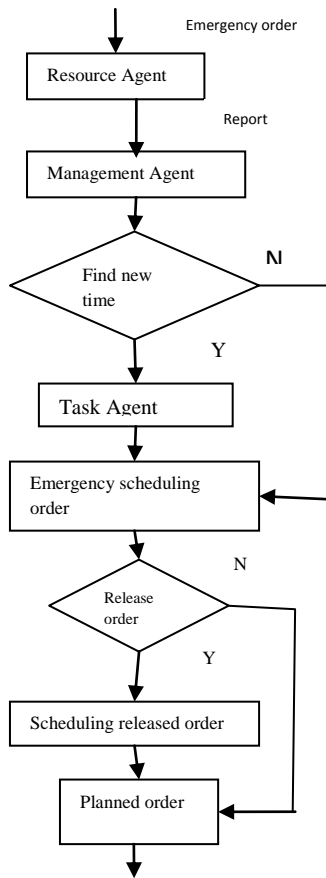 Emergency order
Resource Agent
Report
Management Agent
N
Find new
time
Y
Task Agent
Emergency scheduling
order
N
Release
order
Y
Scheduling released order
Planned order